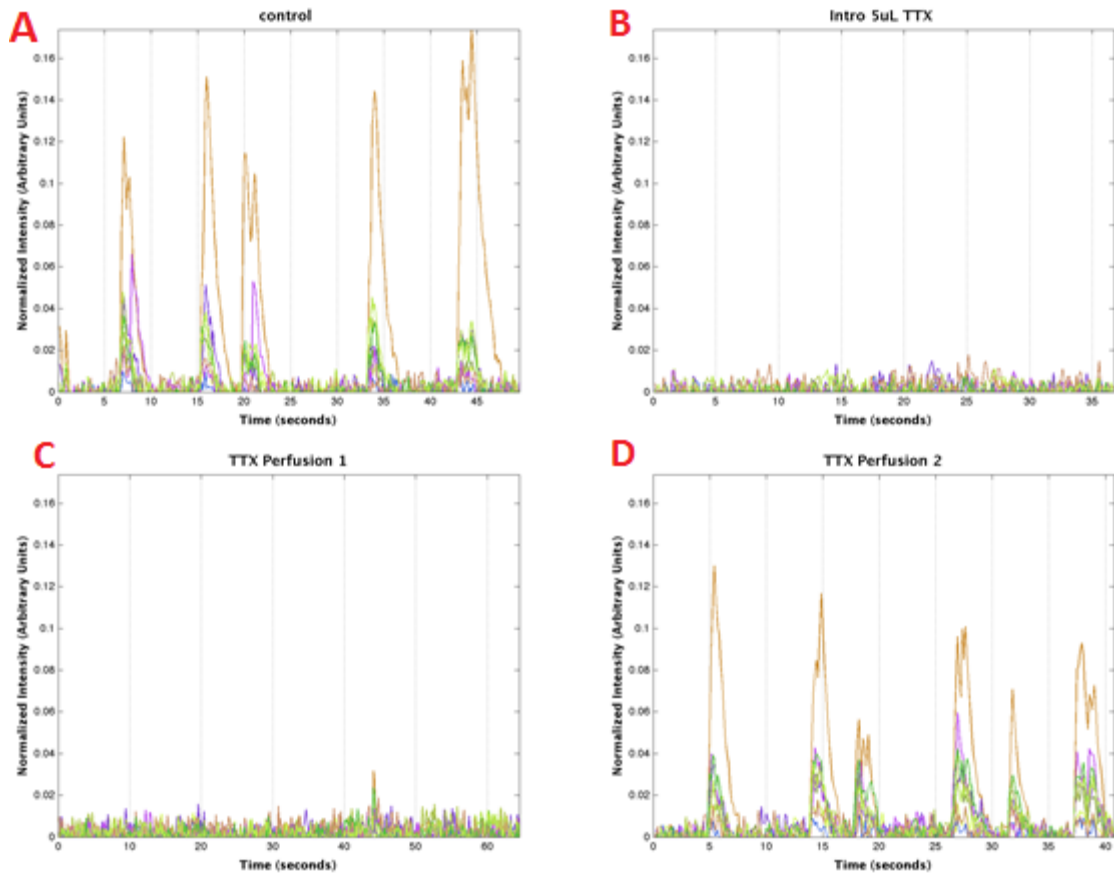 A
control
Normalized Intensity (Arbitrary Units)
0.16
0.14
0.12
0.1
0.08
0.06
0.04
0.02
0
0 5 10 15 20 25 30 35 40 45
Time (seconds)
B
Intro 5uL TTX
Normalized Intensity (Arbitrary Units)
0.16
0.14
0.12
0.1
0.08
0.06
0.04
0.02
0
0 5 10 15 20 25 30 35
Time (seconds)
C
TTX Perfusion 1
Normalized Intensity (Arbitrary Units)
0.16
0.14
0.12
0.1
0.08
0.06
0.04
0.02
0
0 10 20 30 40 50 60
Time (seconds)
D
TTX Perfusion 2
Normalized Intensity (Arbitrary Units)
0.16
0.14
0.12
0.1
0.08
0.06
0.04
0.02
0
0 5 10 15 20 25 30 35 40
Time (seconds)